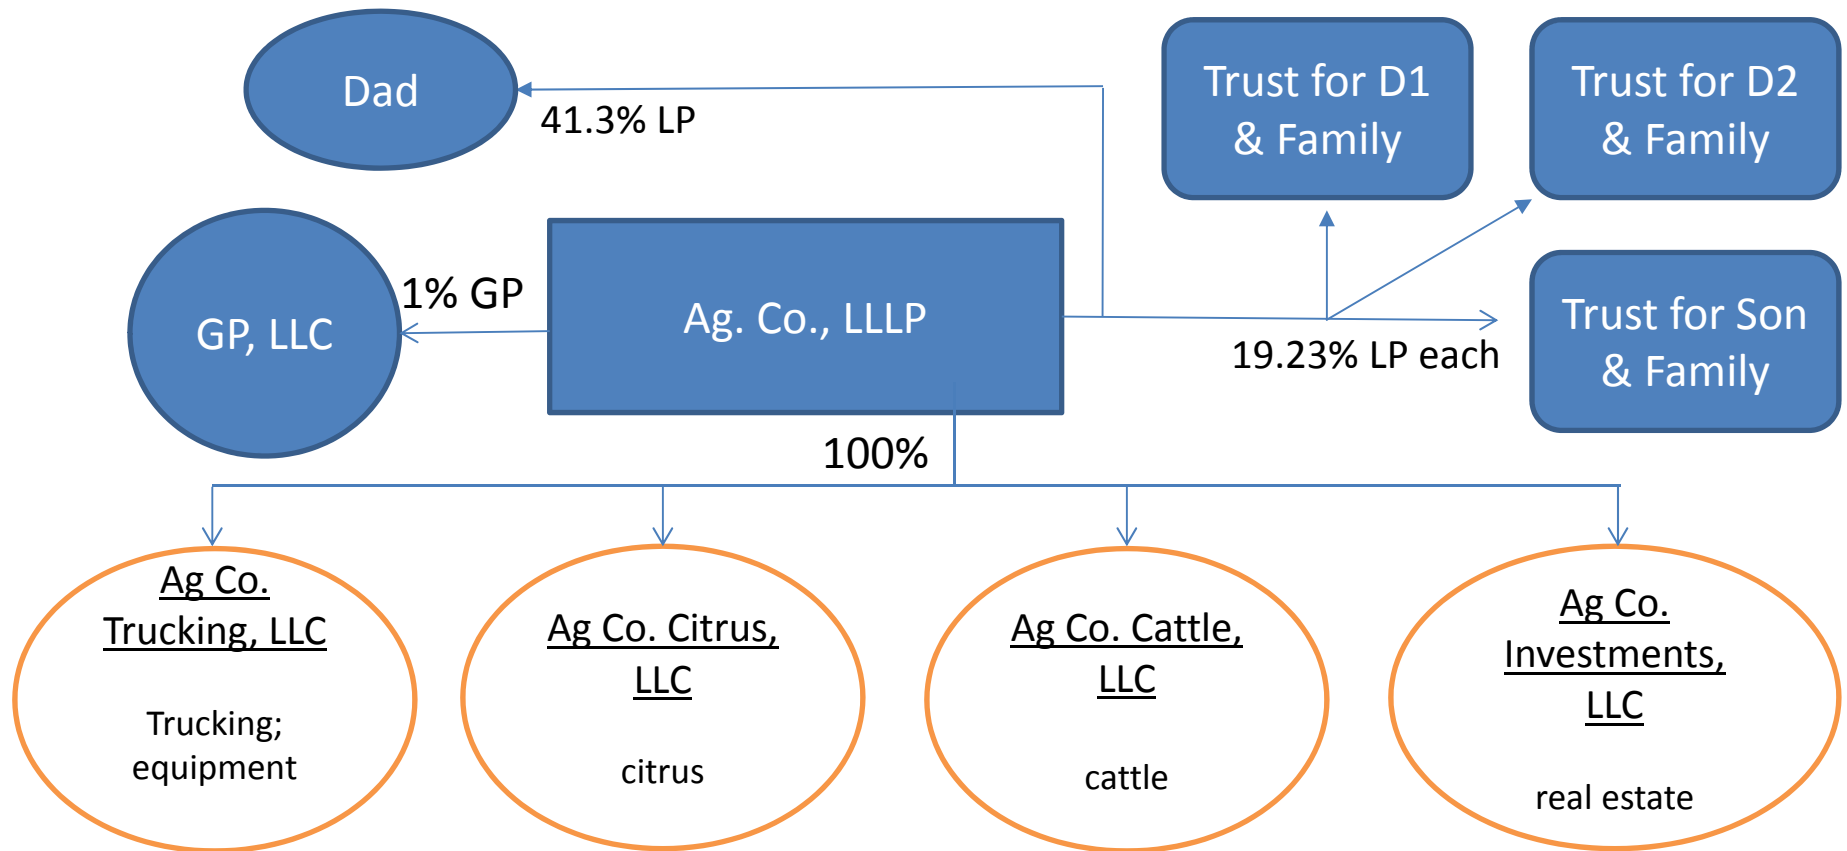 Dad
41.3% LP
Trust for D1
& Family
Trust for D2
& Family
GP, LLC
1% GP
Ag. Co., LLLP
19.23% LP each
Trust for Son
& Family
100%
Ag Co.
Trucking, LLC
Trucking;
equipment
Ag Co. Citrus,
LLC
citrus
Ag Co. Cattle,
LLC
cattle
Ag Co.
Investments,
LLC
real estate